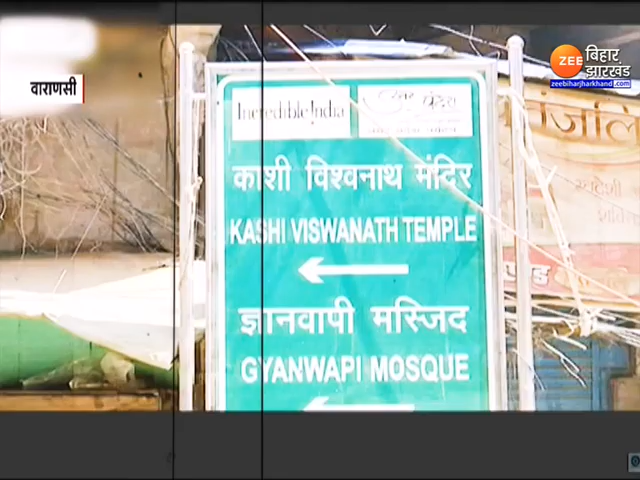 ZEE
बिहार
झारखंड
zeebiharjharkhand.com
वाराणसी
Incredible India
काशी विश्वनाथ मंदिर
KASHI VISWANATH TEMPLE
ज्ञानवापी मस्जिद
GYANWAPI MOSQUE